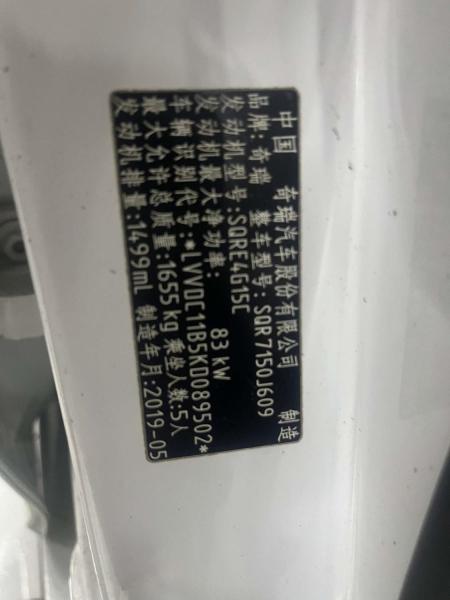 中国 奇瑞汽车股份有限公司 制造
品牌:奇瑞 整车型号:SQR7150J609
发动机型号:SQRE4G15C
发动机最大净功率: 83 kW
车辆识别代号:*LVVDC11B5KD089502*
最大允许总质量:1655 kg 乘坐人数:5人
发动机排量:1499mL 制造年月:2019-05